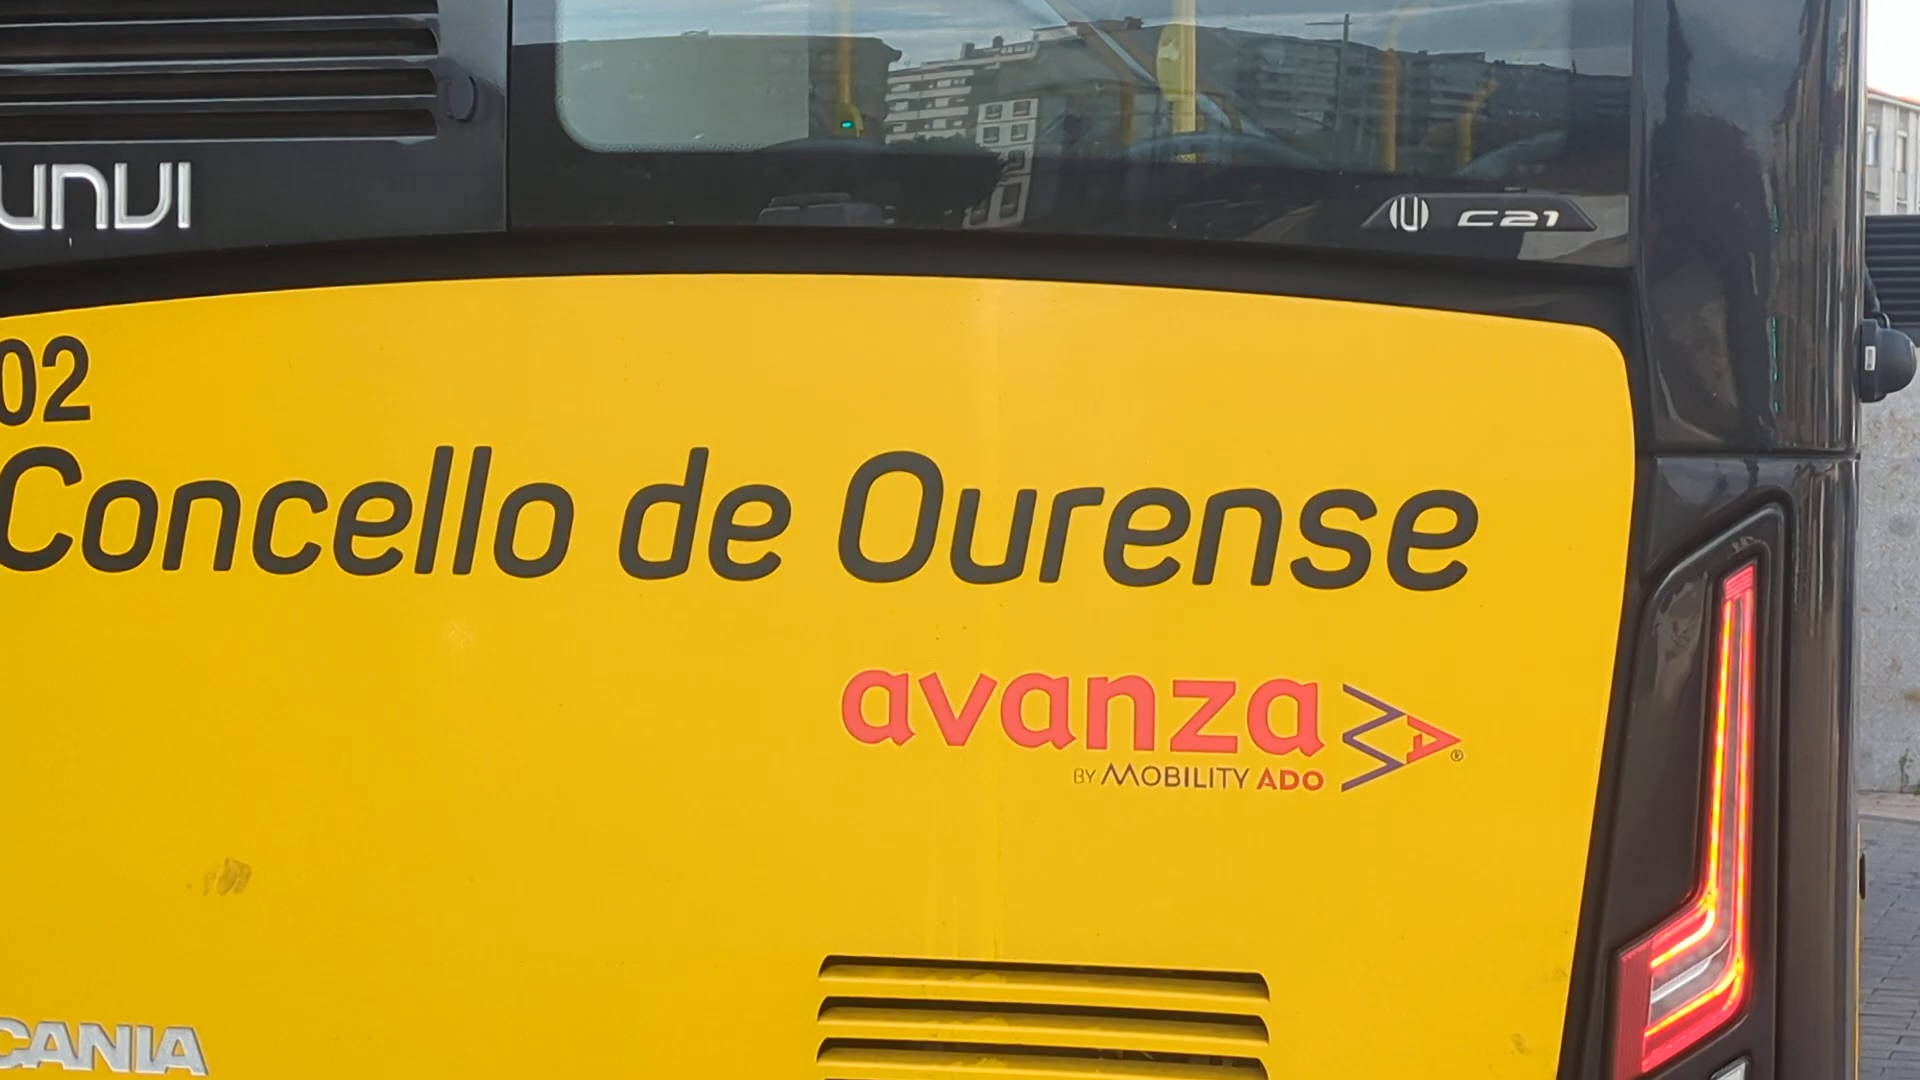 UNVI
C21
02
Concello de Ourense
avanza
BY MOBILITY ADO
CANIA